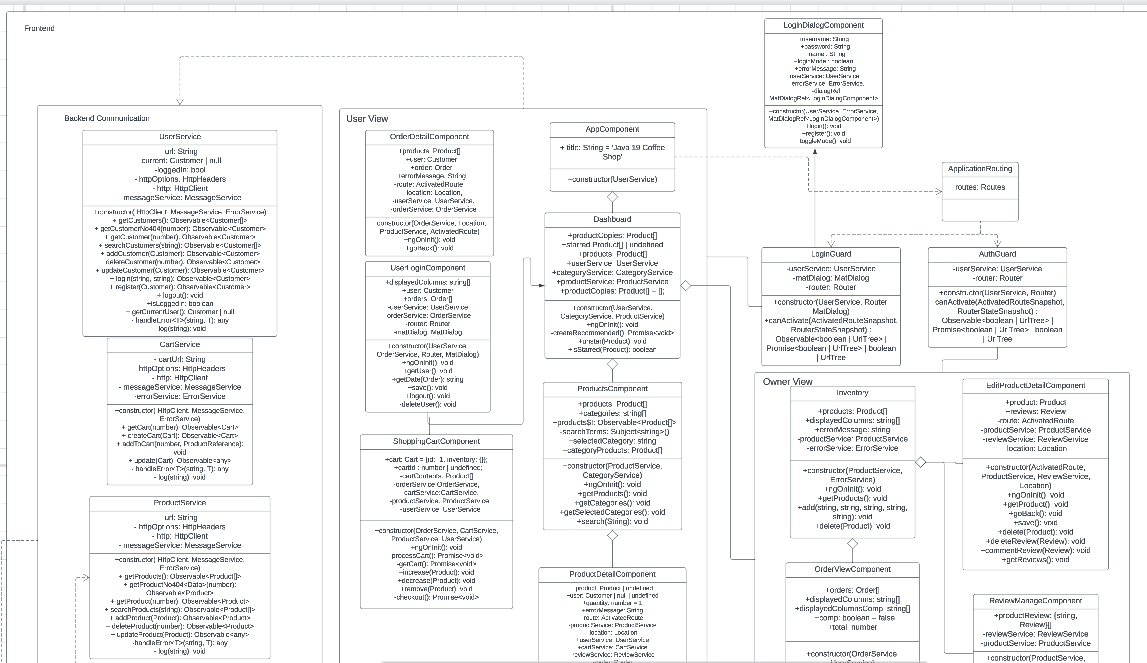 Frontend
Backend Communication
UserService
url: String
current: Customer | null
-loggedIn: bool
- httpOptions: HttpHeaders
- http: HttpClient
messageService: MessageService
+constructor( HttpClient, MessageService, ErrorService)
+ getCustomers(): Observable<Customer[]>
+ getCustomerNo404(number): Observable<Customer>
+ getCustomer(number). Observable<Customer>
+ searchCustomers(string): Observable<Customer[]>
+ addCustomer(Customer): Observable<Customer>
deleteCustomer(number). Observable<Customer>
+ updateCustomer(Customer): Observable<Customer>
+ login(string, string): Observable<Customer>
+ register(Customer): Observable<Customer>
+ logout(): void
+isLoggedIn: boolean
+ getCurrentUser(): Customer | null
- handleError<T>(string, T): any
log(string): void
CartService
- cartUrl: String
httpOptions: HttpHeaders
- http: HttpClient
- messageService: MessageService
-errorService: ErrorService
+constructor( HttpClient, MessageService,
ErrorService)
+ getCart(number). Observable<Cart>
+ createCart(Cart): Observable<Cart>
+ addToCart(number, ProductReference):
void
+ update(Cart) Observable<any>
- handleError<T>(string, T): any
- log(string): void
ProductService
url: String
- httpOptions: HttpHeaders
- http: HttpClient
- messageService: MessageService
+constructor( HttpClient, MessageService,
ErrorService)
+ getProducts(): Observable<Product[]>
+ getProductNo404<Data>(number):
Observable<Product>
+ getProduct(number): Observable<Product>
+ searchProducts(string): Observable<Product[]>
+ addProduct(Product): Observable<Product>
- deleteProduct(number): Observable<Product>
+ updateProduct(Product): Observable<any>
-handleError<T>(string, T): any
- log(string): void
User View
OrderDetailComponent
+products: Product[]
+user: Customer
+order: Order
+errorMessage: String
-route: ActivatedRoute
location: Location,
-userService: UserService,
-orderService: OrderService
constructor(OrderService, Location,
ProductService, ActivatedRoute)
+ngOnInit(): void
+goBack(): void
UserLoginComponent
+displayedColumns: string[]
+user: Customer
+orders: Order[]
-userService: UserService
orderService: OrderService
-router: Router
-matDialog: MatDialog
+constructor(UserService
OrderService, Router, MatDialog)
+ngOnInit(): void
+getUser(): void
+getDate(Order): string
+save(): void
+logout(): void
-deleteUser(): void
ShoppingCartComponent
+cart: Cart = {id: -1, inventory: {}};
+cartId : number | undefined;
-cartContents. Product[]
-orderService OrderService,
cartService:CartService,
-productService. ProductService
-userService: UserService
+constructor(OrderService, CartService,
ProductService, UserService)
+ngOnInit(): void
processCart(): Promise<void>
-getCart(): Promise<void>
+increase(Product): void
+decrease(Product): void
+remove(Product) void
-checkout(): Promise<void>
AppComponent
+ title: String = 'Java 19 Coffee
Shop'
+constructor(UserService)
Dashboard
+productCopies: Product[]
+starred Product[] | undefined
+products: Product[]
+userService: UserService
+categoryService: CategoryService
+productService: ProductService
+productCopies: Product[] = [];
+constructor(UserService,
CategoryService, ProductService)
+ngOnInit(): void
-createRecommended() Promise<void>
+unstar(Product) void
+ isStarred(Product): boolean
ProductsComponent
+products: Product[]
+categories: string[]
+products$!: Observable<Product[]>
-searchTerms: Subject<string>()
+selectedCategory: string
+categoryProducts: Product[]
+constructor(ProductService,
CategoryService)
+ngOnInit(): void
+getProducts(): void
+getCategories(): void
+getSelectedCategories(): void
+search(String): void
ProductDetailComponent
product: Product | undefined
+user: Customer | null | undefined
+quantity: number = 1
+errorMessage: String
route: ActivatedRoute
-productService: ProductService
location: Location
+userService: UserService
+cartService: CartService
reviewService: ReviewService
LoginDialogComponent
username: String
+password: String
name: String
+loginMode: boolean
+errorMessage: String
userService: UserService
errorService: ErrorService,
-dialogRef
MatDialogRef<LoginDialogComponent>
+constructor(UserService, ErrorService,
MatDialogRef<LoginDialogComponent>)
+login(): void
+register(): void
toggleMode() void
ApplicationRouting
routes: Routes
LoginGuard
-userService: UserService
-matDialog: MatDialog
-router: Router
+constructor(UserService, Router
MatDialog)
+canActivate(ActivatedRouteSnapshot,
RouterStateSnapshot) :
Observable<boolean | UrlTree> |
Promise<boolean | UrlTree> | boolean
| UrlTree
AuthGuard
-userService: UserService
-router: Router
+constructor(UserService, Router)
canActivate(ActivatedRouteSnapshot,
RouterStateSnapshot) :
Observable<boolean | UrlTree> |
Promise<boolean | UrlTree> | boolean
| UrlTree
Owner View
Inventory
+products: Product[]
+displayedColumns: string[]
+errorMessage: string
-productService: ProductService
-errorService: ErrorService
+constructor(ProductService,
ErrorService)
+ngOnInit(): void
+getProducts(): void
+add(string, string, string, string,
string): void
+delete(Product) void
OrderViewComponent
+orders: Order[]
+displayedColumns: string[]
+displayedColumnsComp string[]
+comp: boolean = false
+total number
+constructor(OrderService
EditProductDetailComponent
+product: Product
+reviews: Review
-route: ActivatedRoute
-productService: ProductService
-reviewService: ReviewService
location: Location
+constructor(ActivatedRoute,
ProductService, ReviewService,
Location)
+ngOnInit(): void
+getProduct() void
+goBack(): void
+save(): void
+delete(Product): void
+deleteReview(Review): void
+commentReview(Review): void
+getReviews(): void
ReviewManageComponent
+productReview: {string,
Review}[]
-reviewService: ReviewService
-productService: ProductService
+constructor(ProductService,